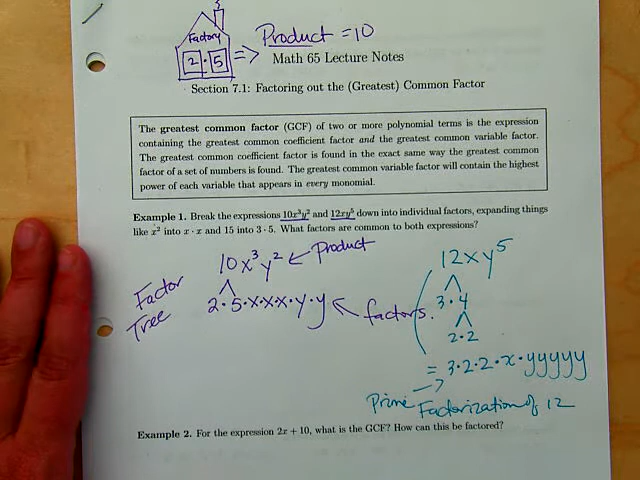 Factory
2 · 5 => Product = 10
Math 65 Lecture Notes
Section 7.1: Factoring out the (Greatest) Common Factor
The greatest common factor (GCF) of two or more polynomial terms is the expression
containing the greatest common coefficient factor and the greatest common variable factor.
The greatest common coefficient factor is found in the exact same way the greatest common
factor of a set of numbers is found. The greatest common variable factor will contain the highest
power of each variable that appears in every monomial.
Example 1. Break the expressions 10x³y² and 12xy⁵ down into individual factors, expanding things
like x² into x · x and 15 into 3 · 5. What factors are common to both expressions?
10x³y² ← Product
12xy⁵
Factor
Tree
2·5·x·x·x·y·y ← factors.
3·4
2·2
= 3·2·2·x·yyyyy
Prime Factorization of 12
Example 2. For the expression 2x + 10, what is the GCF? How can this be factored?